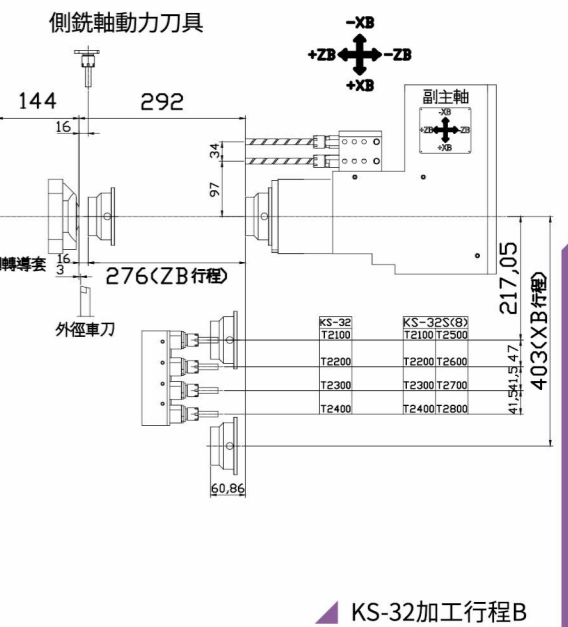 側銑軸動力刀具
-XB
+ZB -ZB
+XB
144
292
16
副主軸
-XB
+ZB -ZB
+XB
34
97
轉導套
16
3
276(ZB行程)
外徑車刀
217,05
403(XB行程)
KS-32
KS-32S(8)
T2100
T2100 T2500
T2200
T2200 T2600
T2300
T2300 T2700
T2400
T2400 T2800
47
41,5
41,5
60,86
KS-32加工行程B